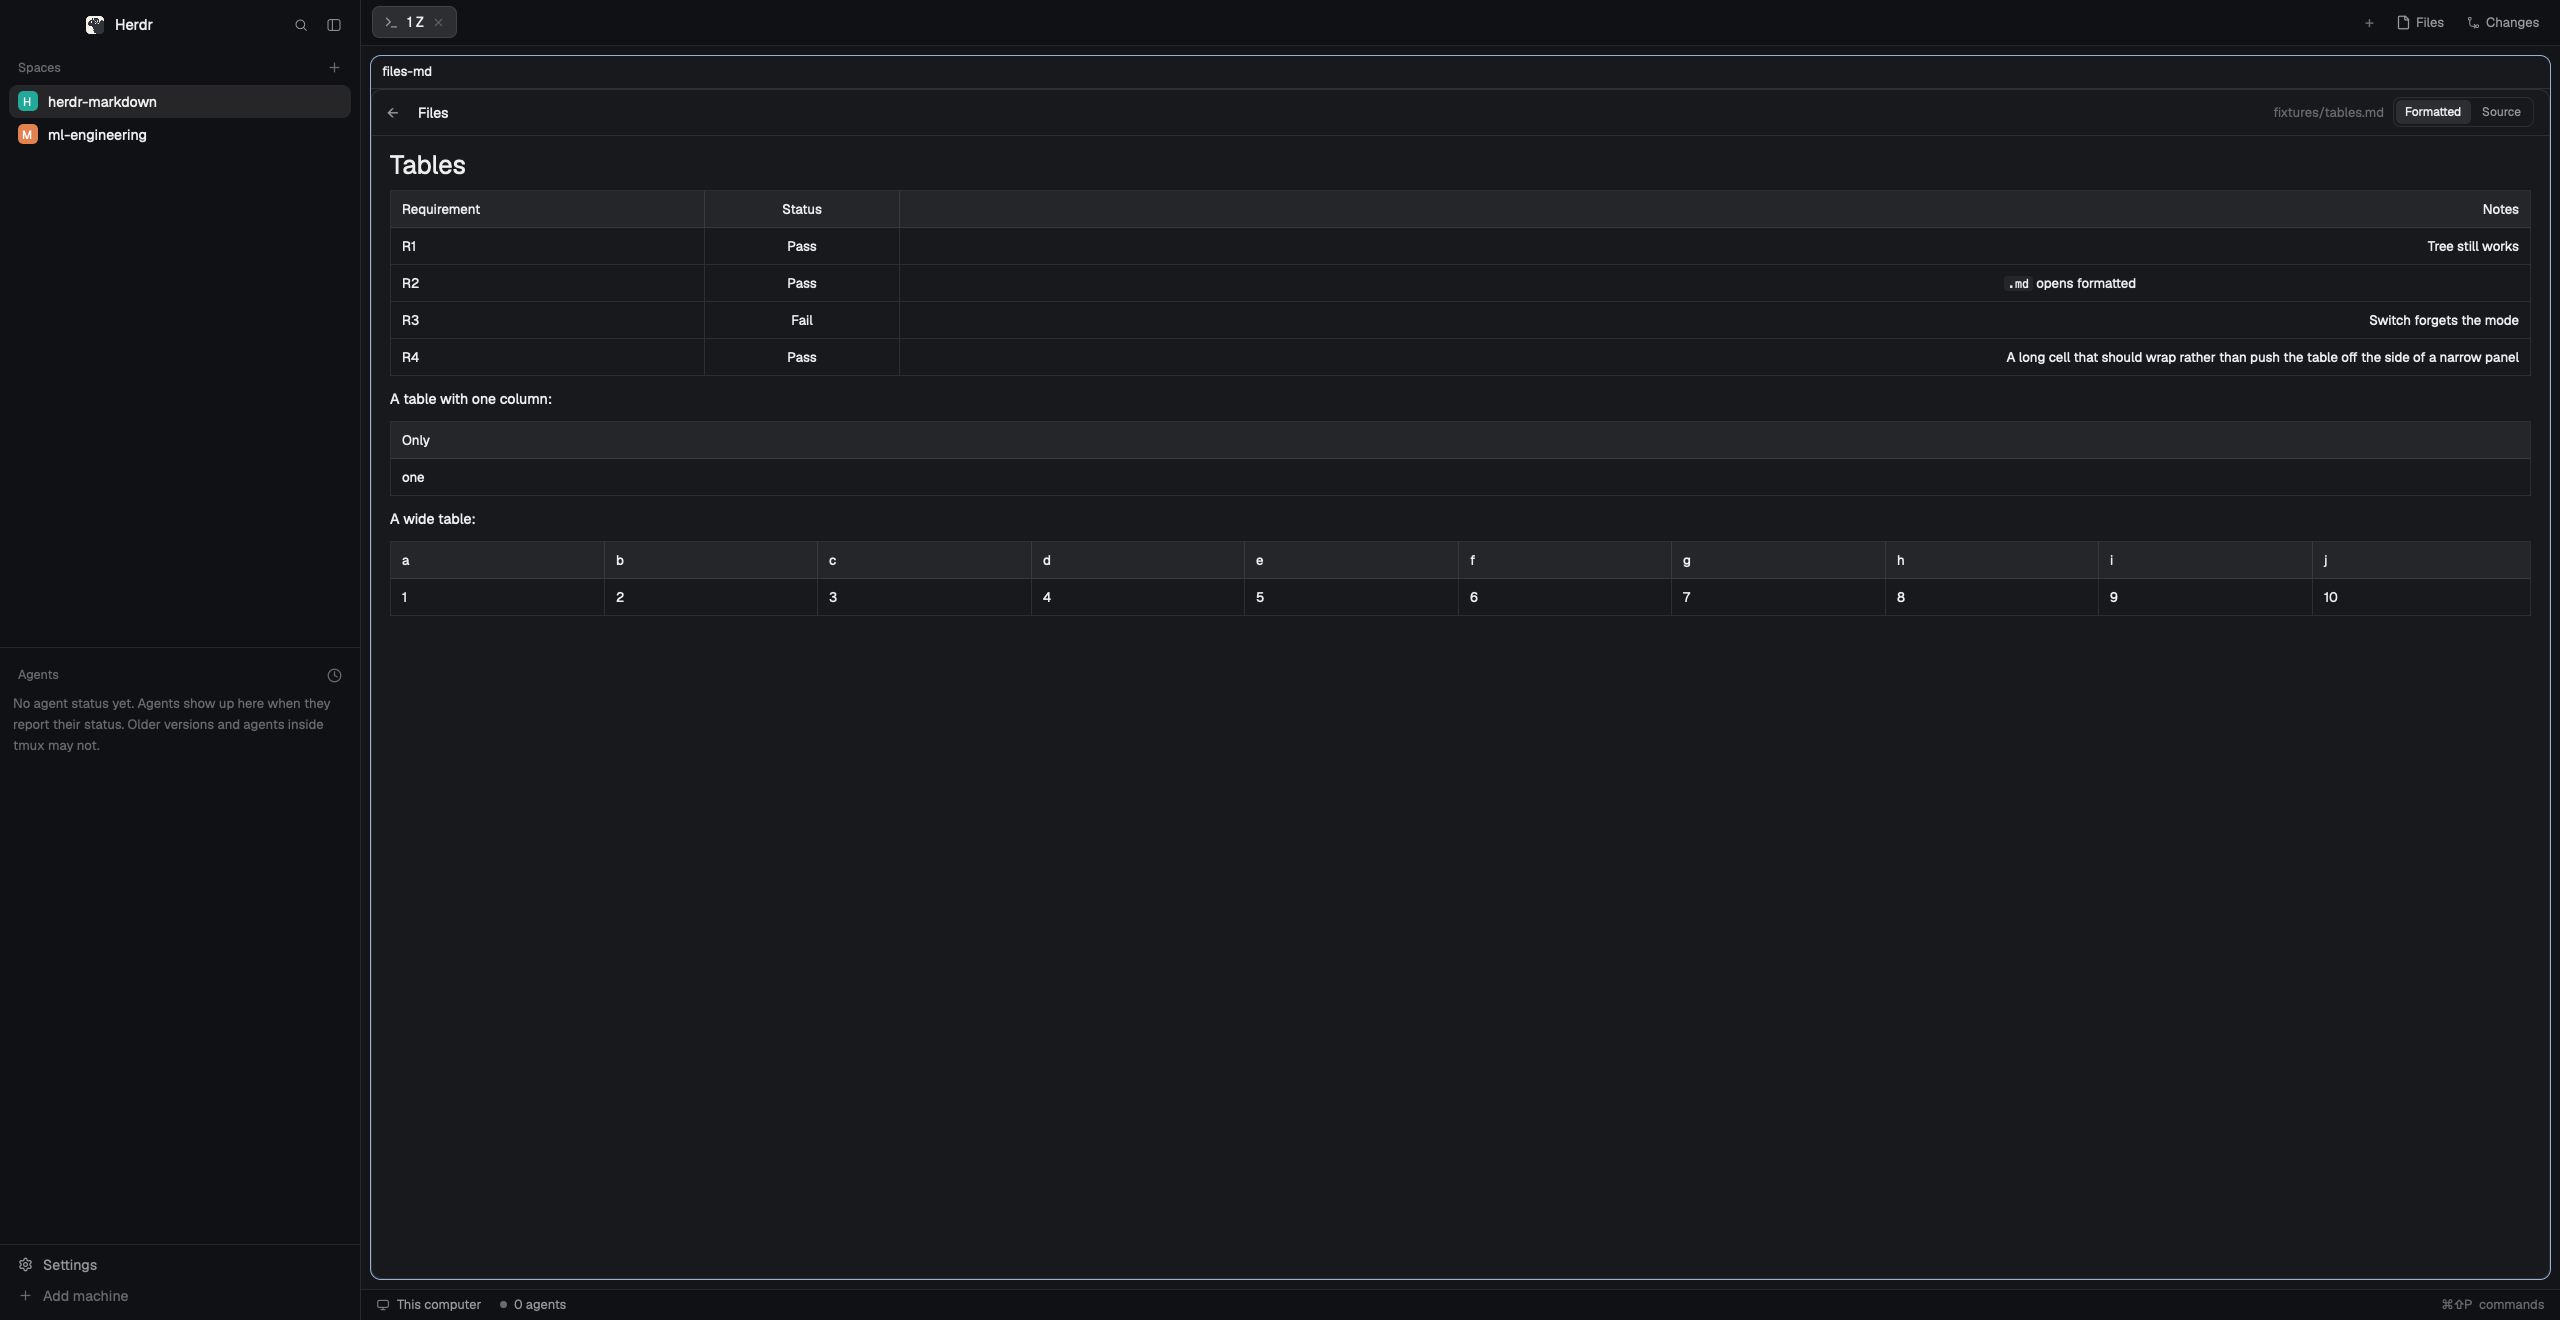 Herdr
Spaces
H herdr-markdown
M ml-engineering
Agents
No agent status yet. Agents show up here when they
report their status. Older versions and agents inside
tmux may not.
Settings
Add machine
1 Z
Files
Changes
files-md
Files
fixtures/tables.md
Formatted
Source
Tables
Requirement Status Notes
R1 Pass Tree still works
R2 Pass .md opens formatted
R3 Fail Switch forgets the mode
R4 Pass A long cell that should wrap rather than push the table off the side of a narrow panel
A table with one column:
Only
one
A wide table:
a b c d e f g h i j
1 2 3 4 5 6 7 8 9 10
This computer
0 agents
⌘⇧P commands